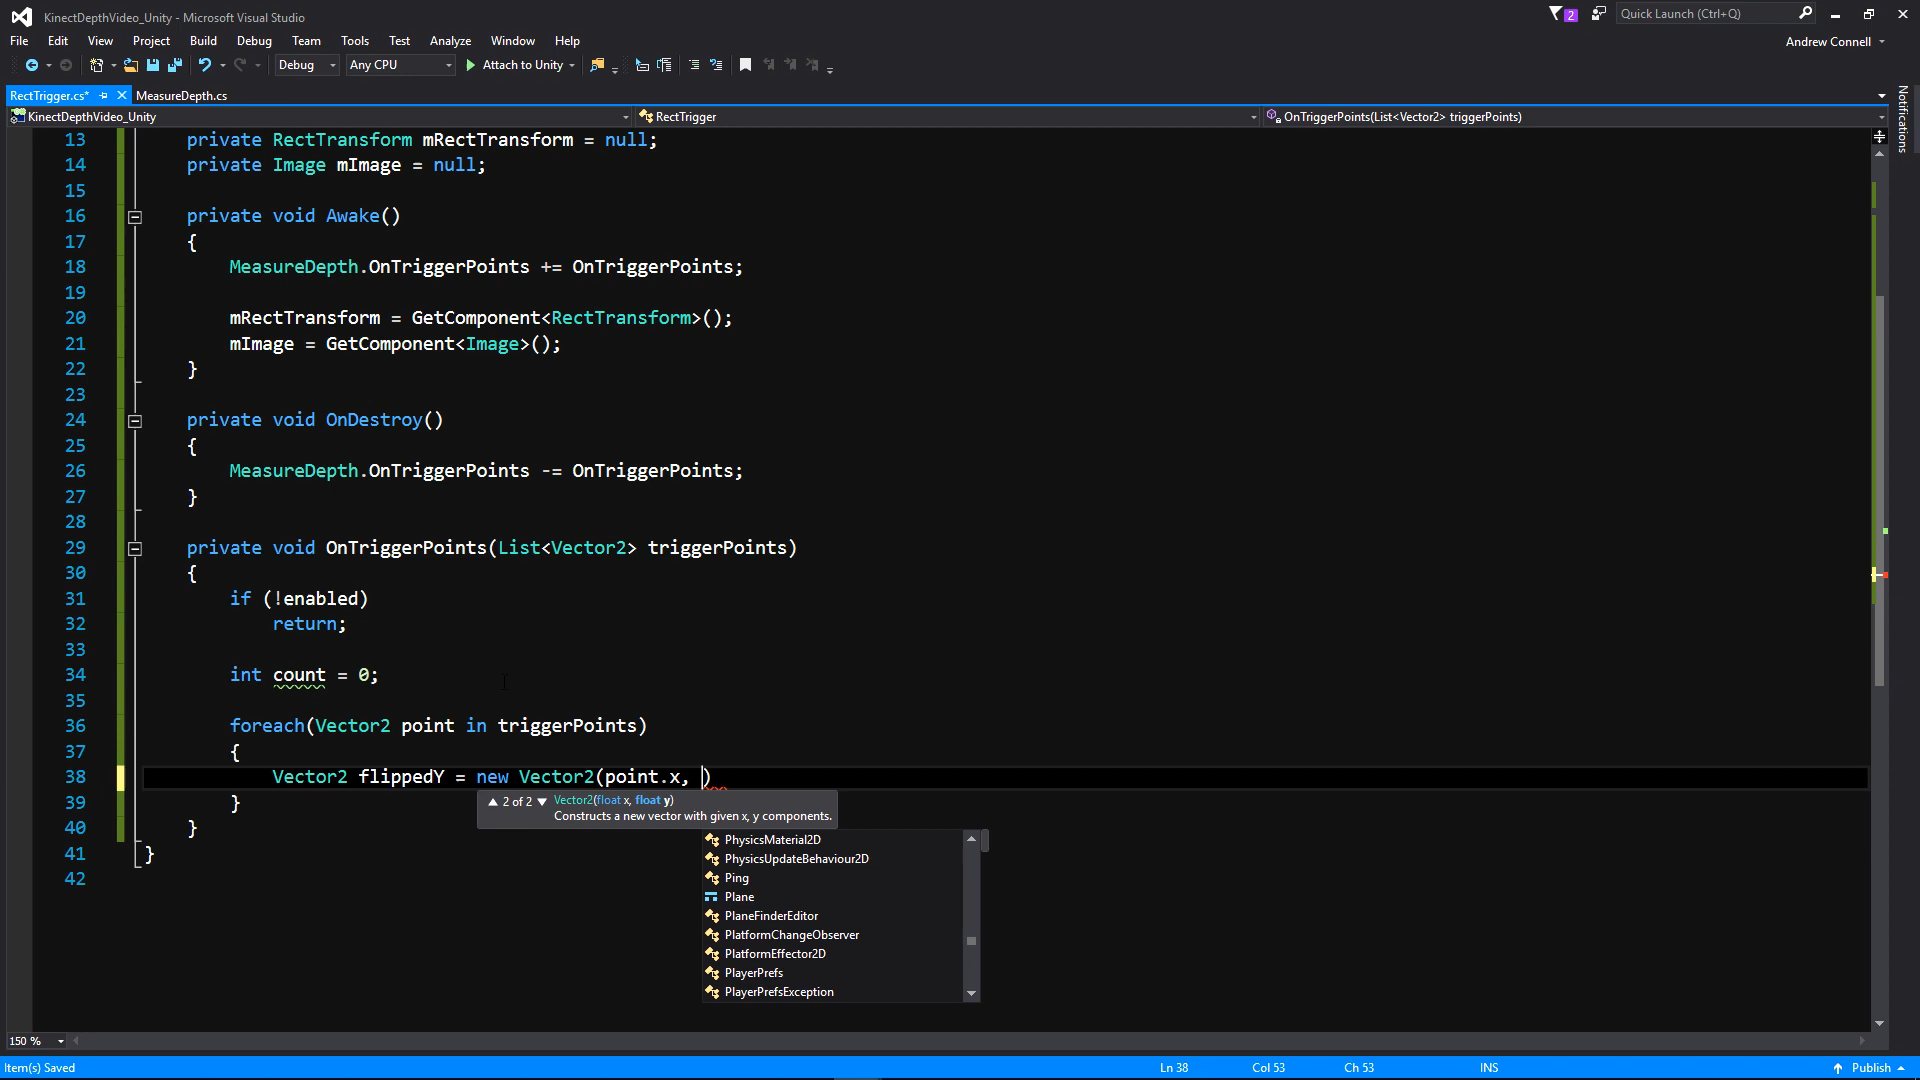 KinectDepthVideo_Unity - Microsoft Visual Studio
2
Quick Launch (Ctrl+Q)
File Edit View Project Build Debug Team Tools Test Analyze Window Help
Andrew Connell
Debug Any CPU Attach to Unity
RectTrigger.cs* MeasureDepth.cs
KinectDepthVideo_Unity RectTrigger OnTriggerPoints(List<Vector2> triggerPoints)
Notifications
13 private RectTransform mRectTransform = null;
14 private Image mImage = null;
15
16 private void Awake()
17 {
18 MeasureDepth.OnTriggerPoints += OnTriggerPoints;
19
20 mRectTransform = GetComponent<RectTransform>();
21 mImage = GetComponent<Image>();
22 }
23
24 private void OnDestroy()
25 {
26 MeasureDepth.OnTriggerPoints -= OnTriggerPoints;
27 }
28
29 private void OnTriggerPoints(List<Vector2> triggerPoints)
30 {
31 if (!enabled)
32 return;
33
34 int count = 0;
35
36 foreach(Vector2 point in triggerPoints)
37 {
38 Vector2 flippedY = new Vector2(point.x, )
39 }
2 of 2 Vector2(float x, float y)
Constructs a new vector with given x, y components.
40 }
41 }
42
PhysicsMaterial2D
PhysicsUpdateBehaviour2D
Ping
Plane
PlaneFinderEditor
PlatformChangeObserver
PlatformEffector2D
PlayerPrefs
PlayerPrefsException
150 %
Item(s) Saved Ln 38 Col 53 Ch 53 INS Publish